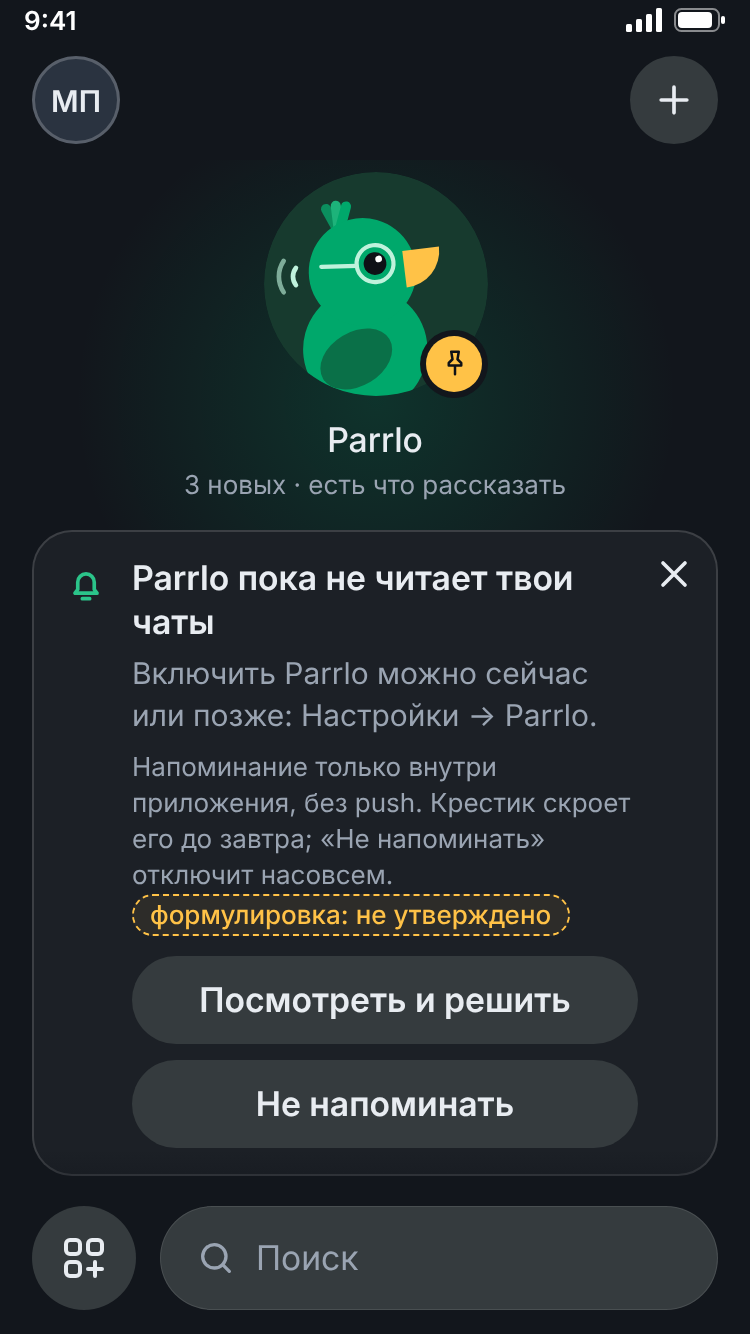 9:41
МП
Parrlo
3 новых · есть что рассказать
Parrlo пока не читает твои
чаты
Включить Parrlo можно сейчас
или позже: Настройки → Parrlo.
Напоминание только внутри
приложения, без push. Крестик скроет
его до завтра; «Не напоминать»
отключит насовсем.
формулировка: не утверждено
Посмотреть и решить
Не напоминать
Поиск